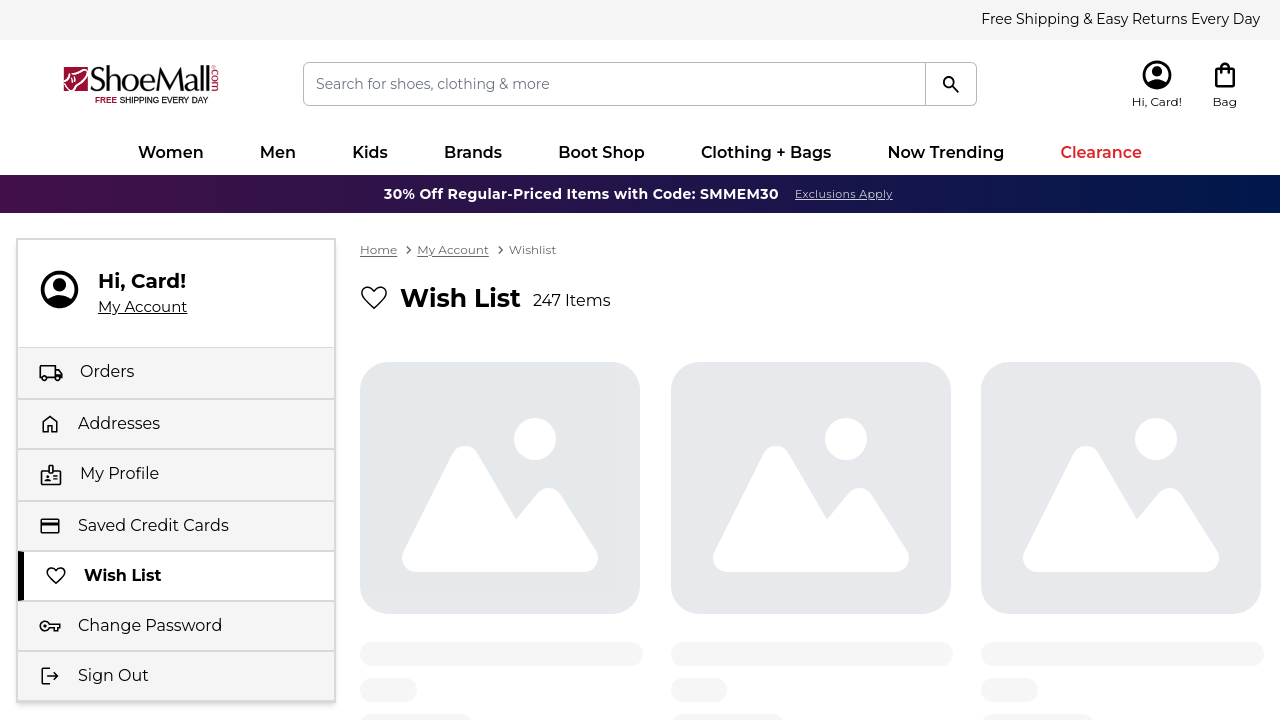 Free Shipping & Easy Returns Every Day
ShoeMall.com
FREE SHIPPING EVERY DAY
Search for shoes, clothing & more
Hi, Card!
Bag
Women
Men
Kids
Brands
Boot Shop
Clothing + Bags
Now Trending
Clearance
30% Off Regular-Priced Items with Code: SMMEM30
Exclusions Apply
Hi, Card!
My Account
Orders
Addresses
My Profile
Saved Credit Cards
Wish List
Change Password
Sign Out
Home > My Account > Wishlist
Wish List 247 Items